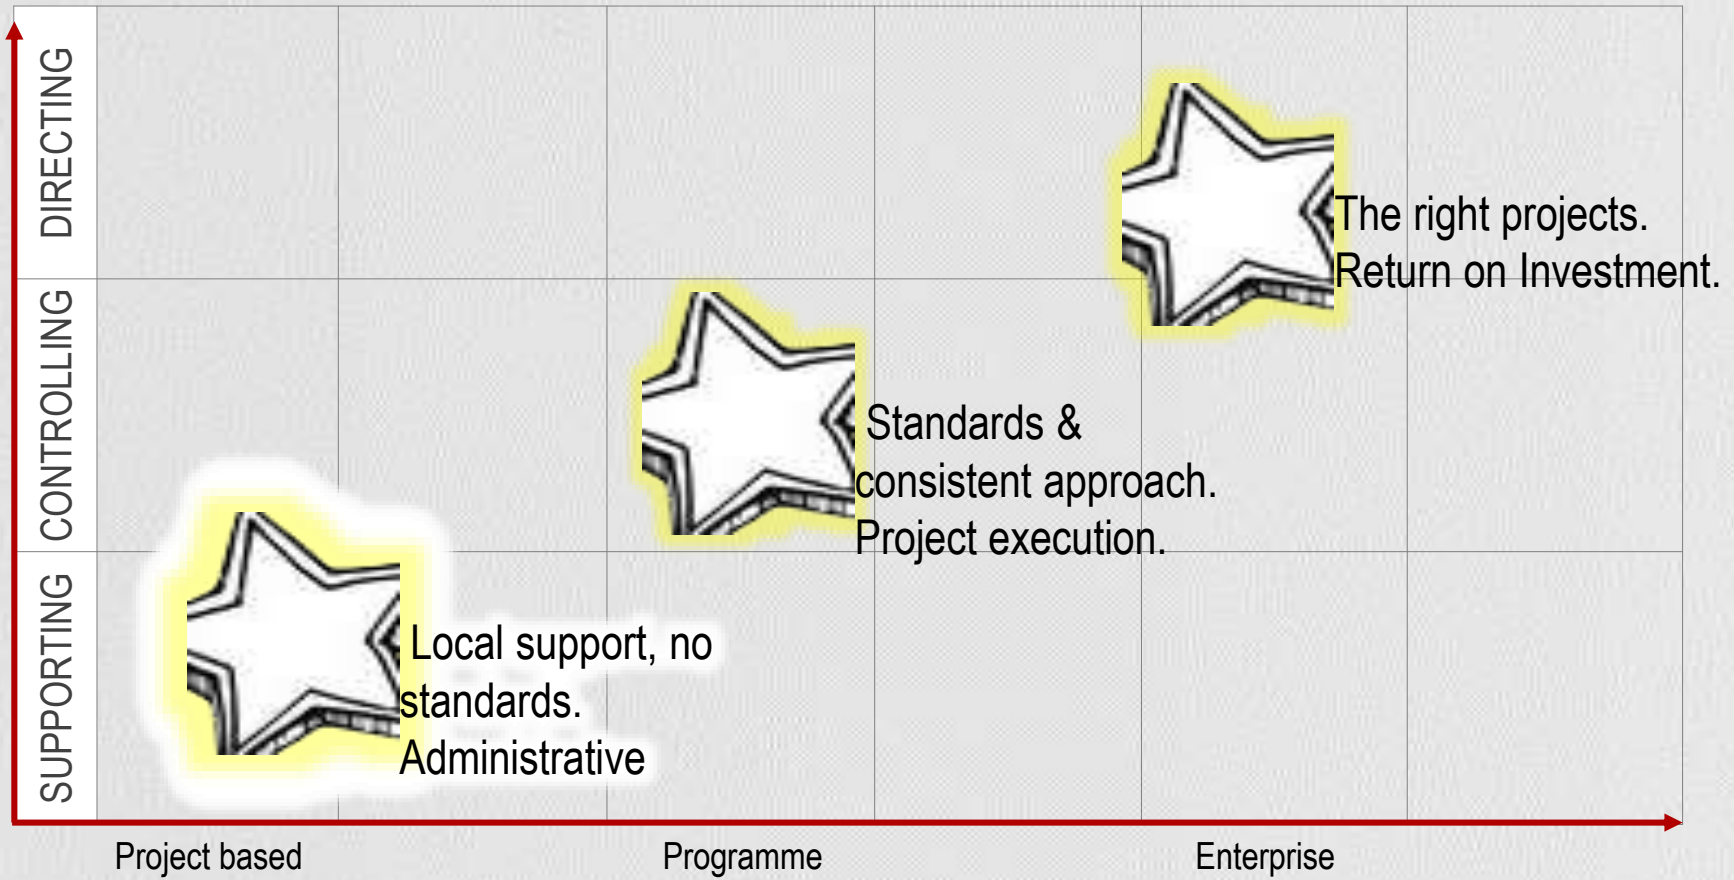 DIRECTING
The right projects.
Return on Investment.
CONTROLLING
Standards &
consistent approach.
Project execution.
SUPPORTING
Local support, no
standards.
Administrative
Project based
Programme
Enterprise